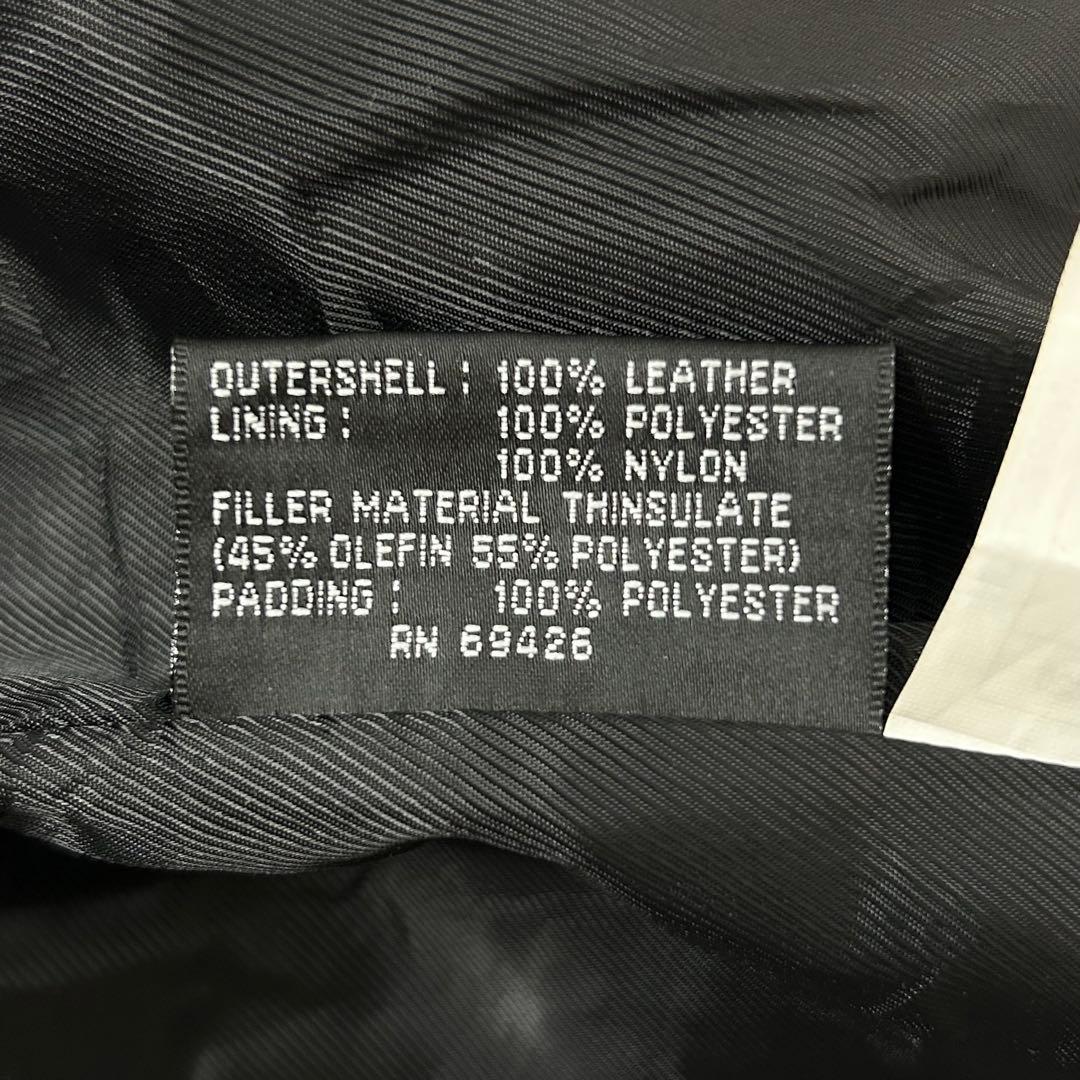 OUTERSHELL: 100% LEATHER
LINING: 100% POLYESTER
100% NYLON
FILLER MATERIAL THINSULATE
(45% OLEFIN 55% POLYESTER)
PADDING: 100% POLYESTER
RN 69426